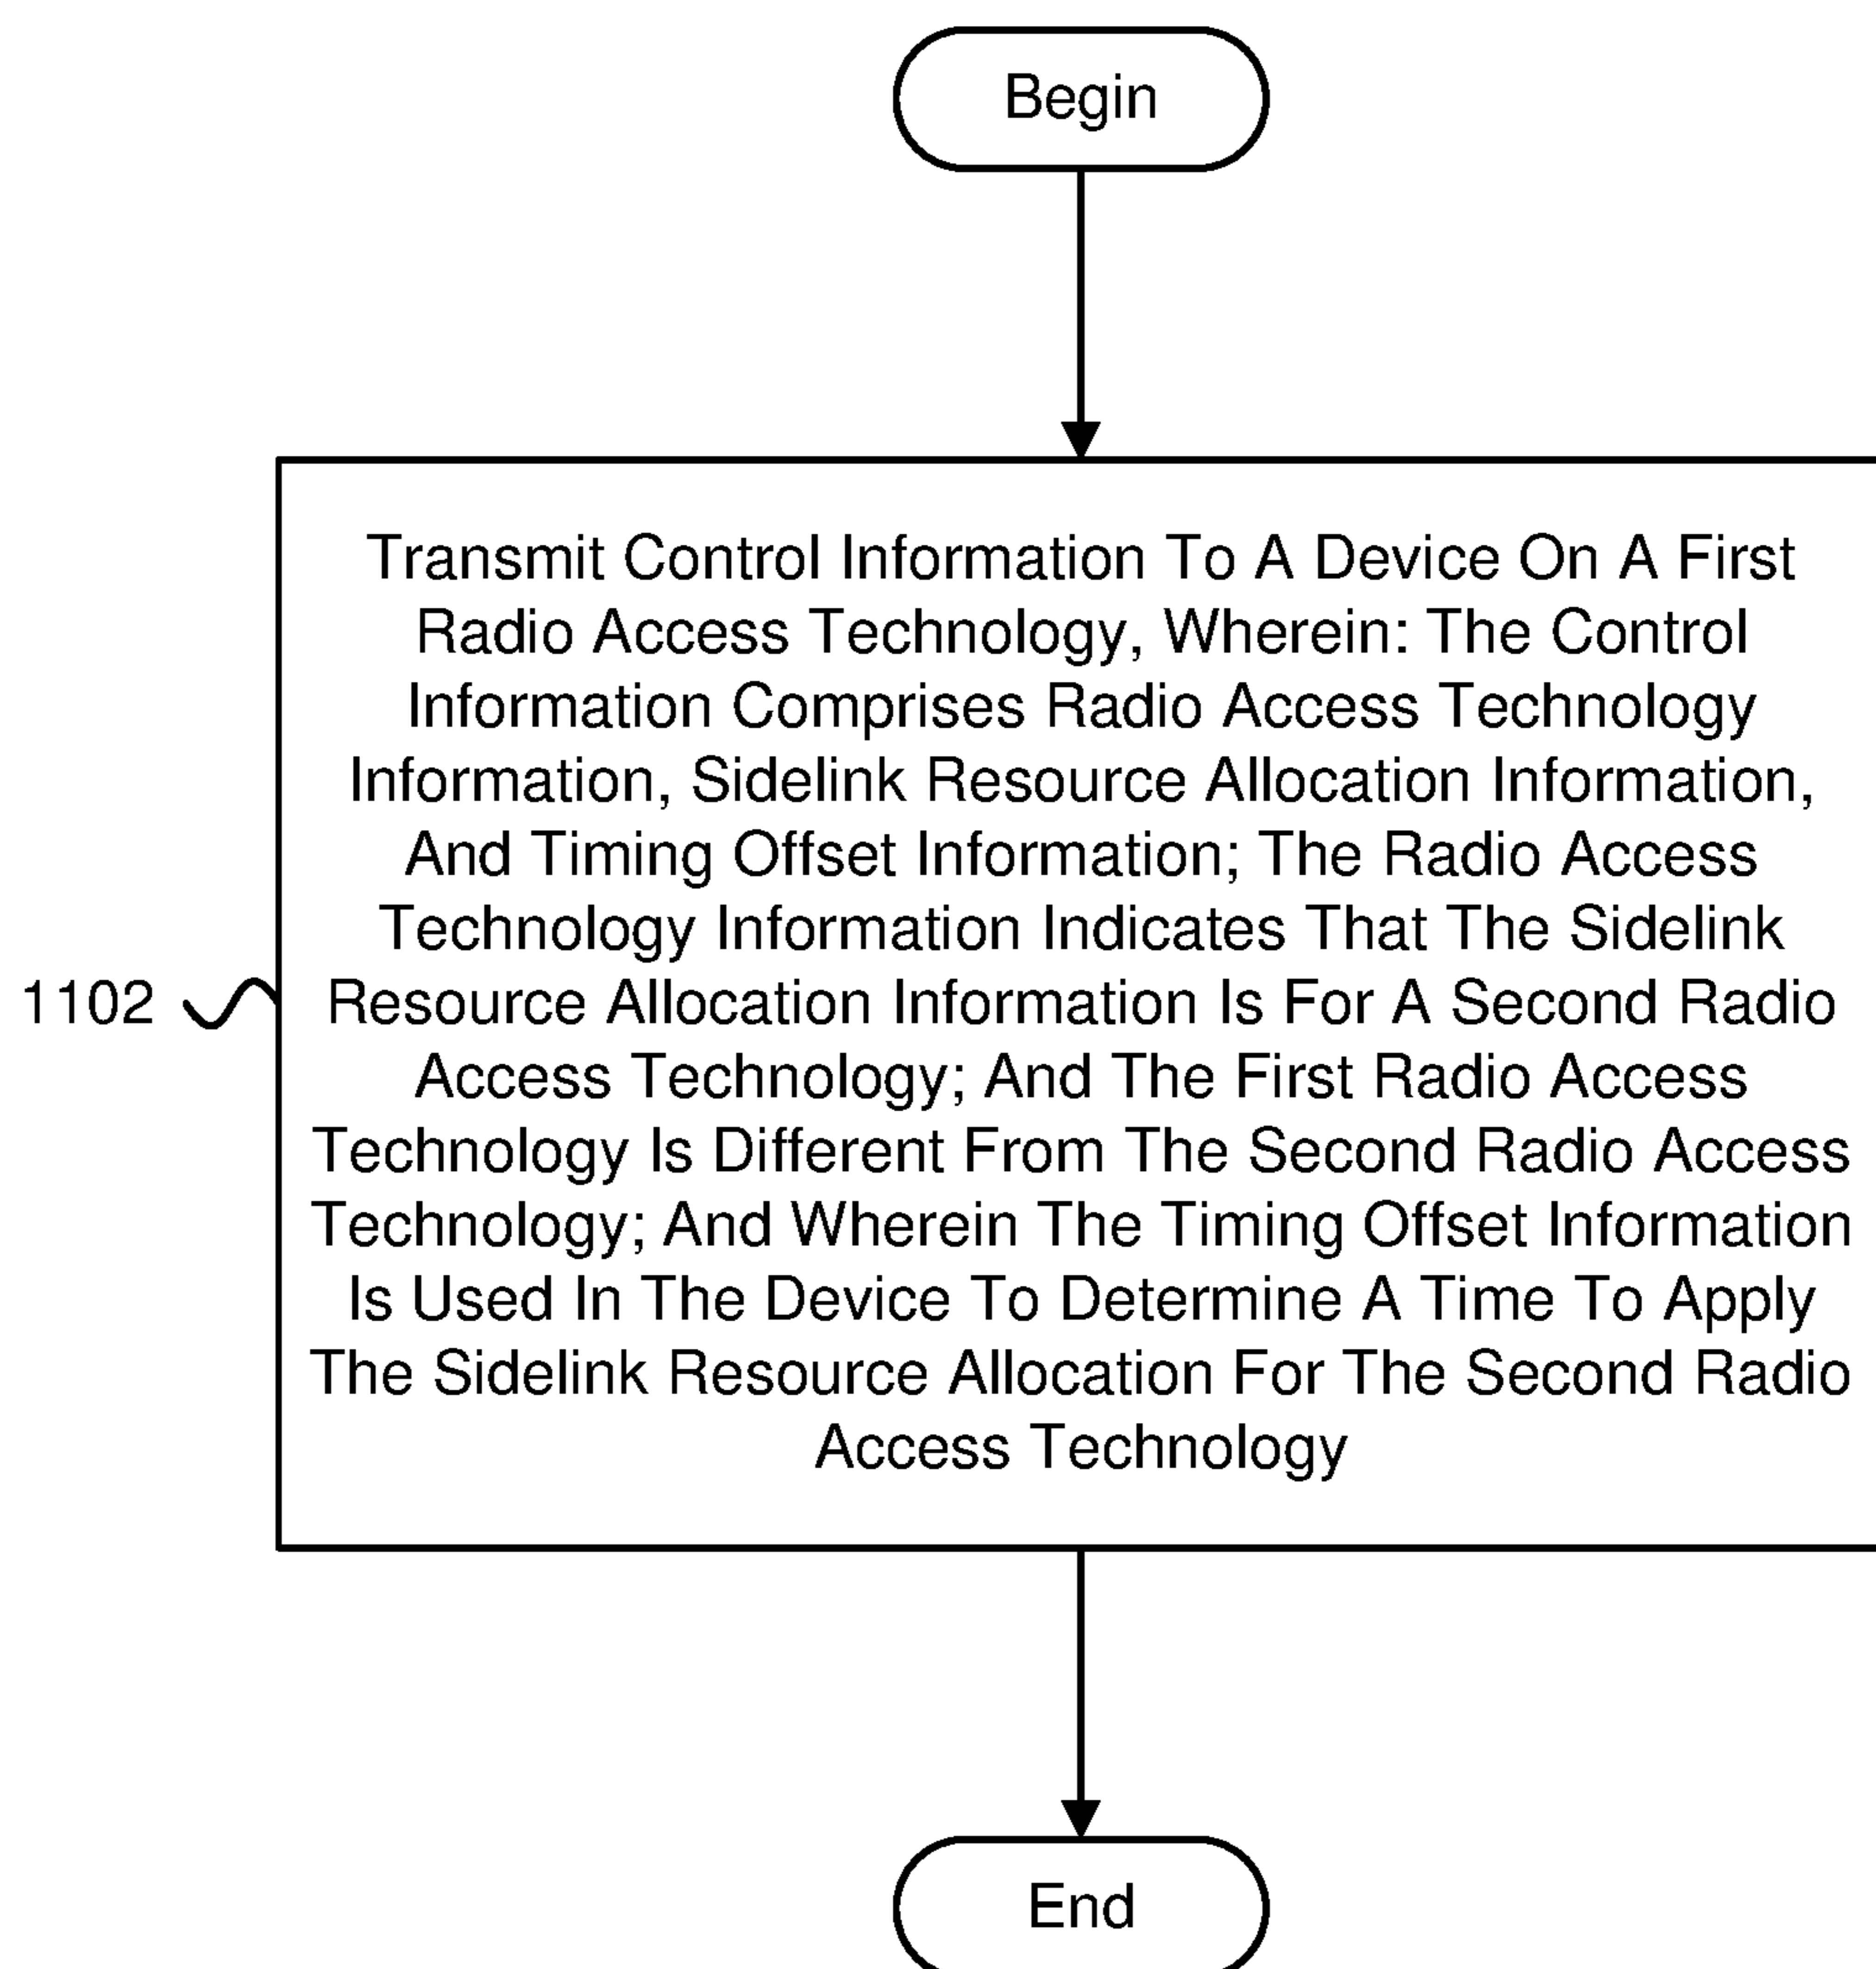 Begin
Transmit Control Information To A Device On A First
Radio Access Technology, Wherein: The Control
Information Comprises Radio Access Technology
Information, Sidelink Resource Allocation Information,
And Timing Offset Information; The Radio Access
Technology Information Indicates That The Sidelink
1102
Resource Allocation Information Is For A Second Radio
Access Technology; And The First Radio Access
Technology Is Different From The Second Radio Access
Technology; And Wherein The Timing Offset Information
Is Used In The Device To Determine A Time To Apply
The Sidelink Resource Allocation For The Second Radio
Access Technology
End